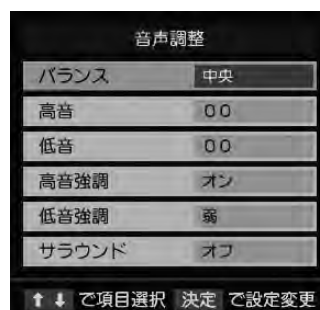 音声調整
バランス 中央
高音 00
低音 00
高音強調 オン
低音強調 弱
サラウンド オフ
⬆⬇ で項目選択 決定 で設定変更